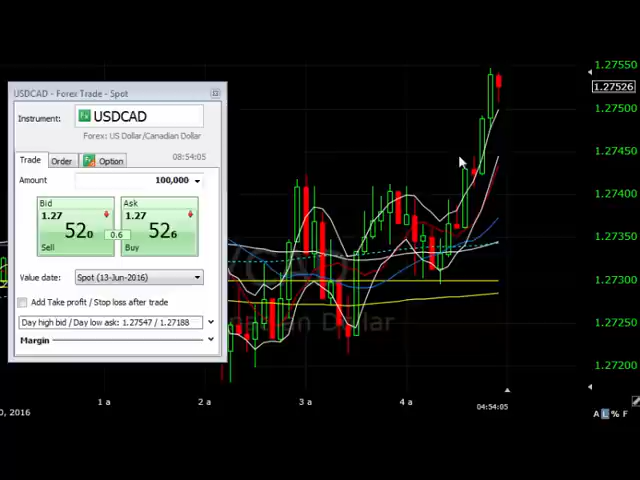 USDCAD - Forex Trade - Spot
Instrument: Fx USDCAD
Forex: US Dollar/Canadian Dollar
Trade Order Option 08:54:05
Amount 100,000
Bid Ask
1.27 1.27
520 0.6 526
Sell Buy
Value date: Spot (13-Jun-2016)
Add Take profit / Stop loss after trade
Day high bid / Day low ask: 1.27547 / 1.27188
Margin
1.27550
1.27526
1.27500
1.27450
1.27400
1.27350
1.27300
1.27250
1.27200
Dollar
0, 2016 1 a 2 a 3 a 4 a 04:54:05
A L % F